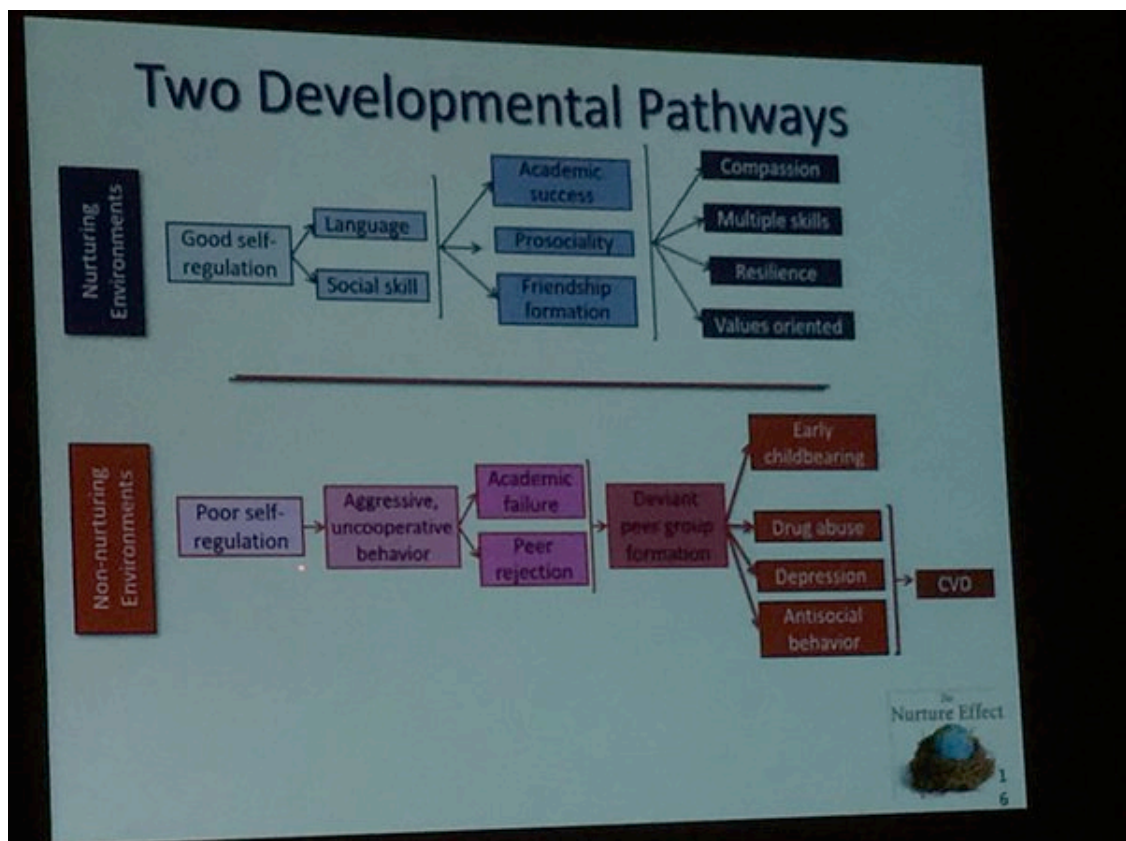 Two Developmental Pathways
Nurturing
Environments
Good self-
regulation
Language
Social skill
Academic
success
Prosociality
Friendship
formation
Compassion
Multiple skills
Resilience
Values oriented
Non-nurturing
Environments
Poor self-
regulation
Aggressive,
uncooperative
behavior
Academic
failure
Peer
rejection
Deviant
peer group
formation
Early
childbearing
Drug abuse
Depression
Antisocial
behavior
CVD
The
Nurture Effect
1
6